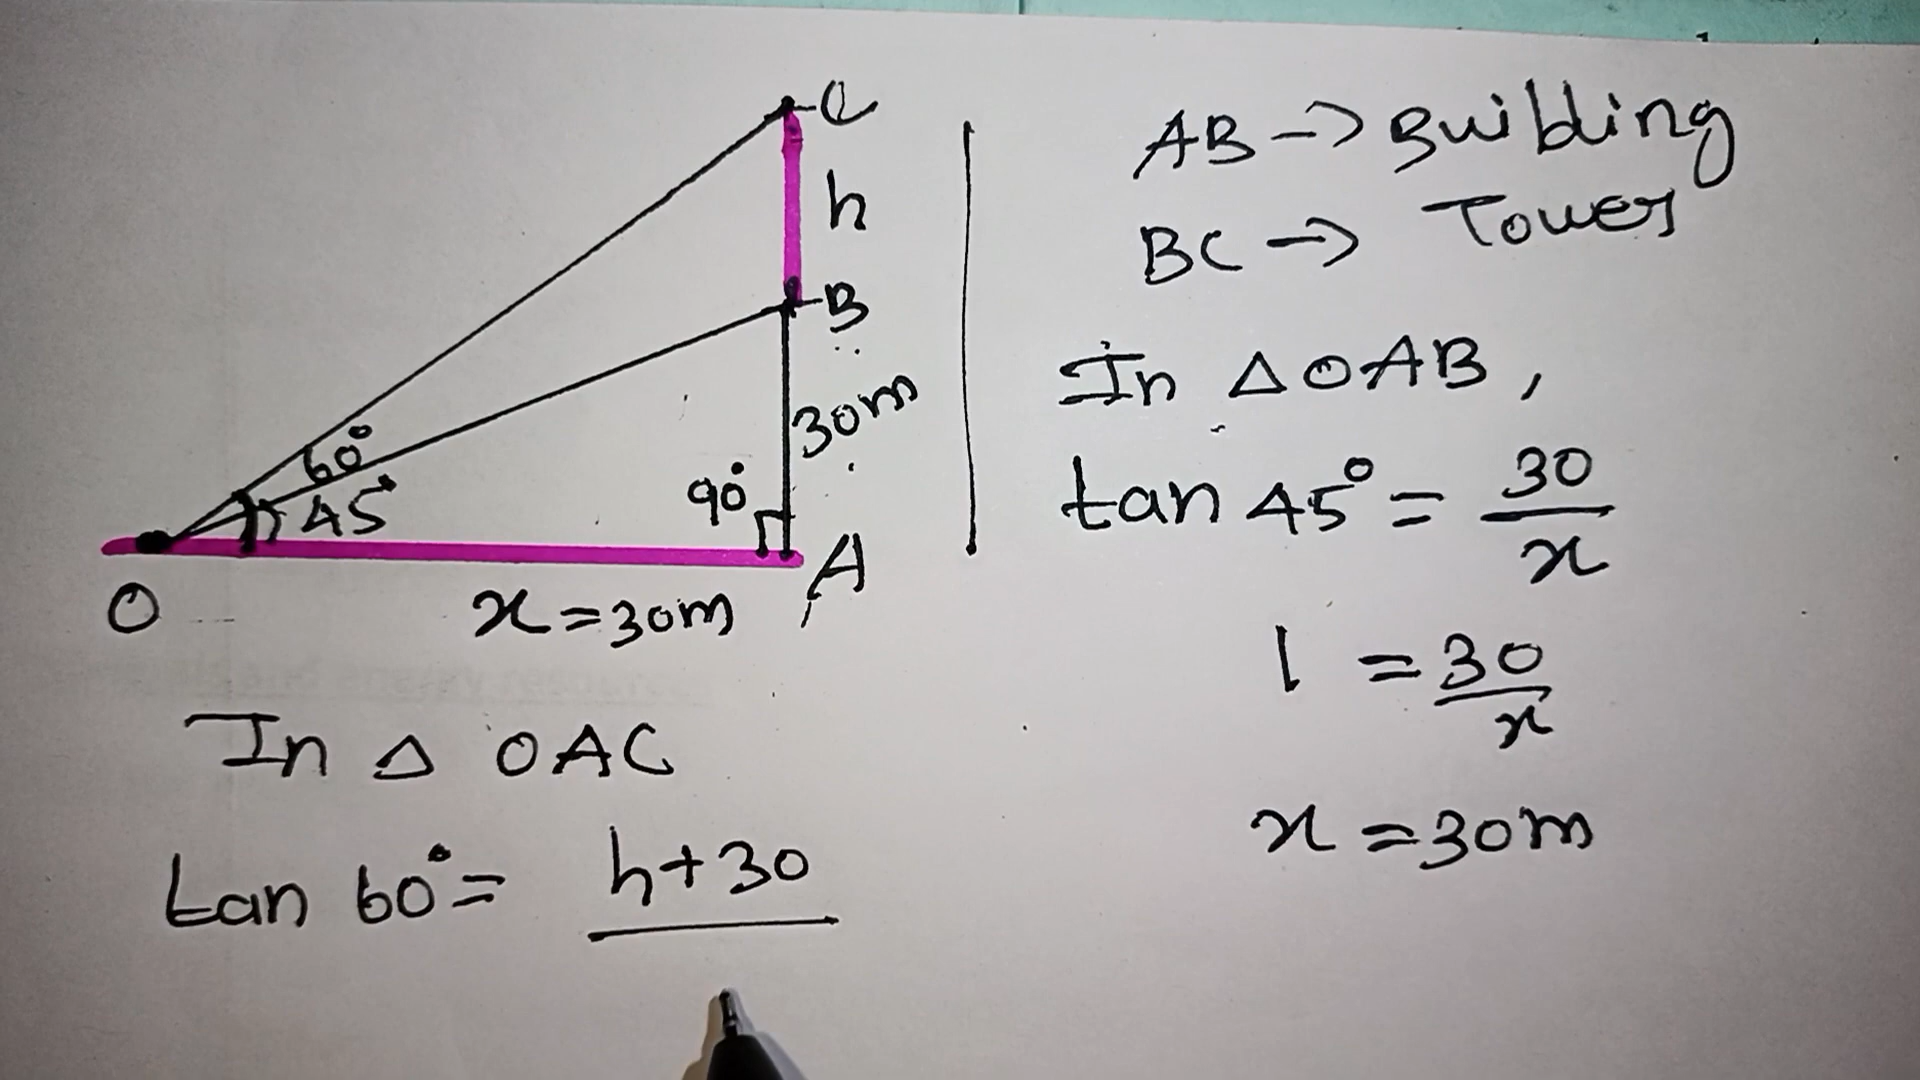 C
h
B
30m
60°
45°
90°
A
O
x=30m
AB→Building
BC→Tower
In △OAB,
tan 45°= 30/x
1 = 30/x
x=30m
In △ OAC
tan 60°= h+30